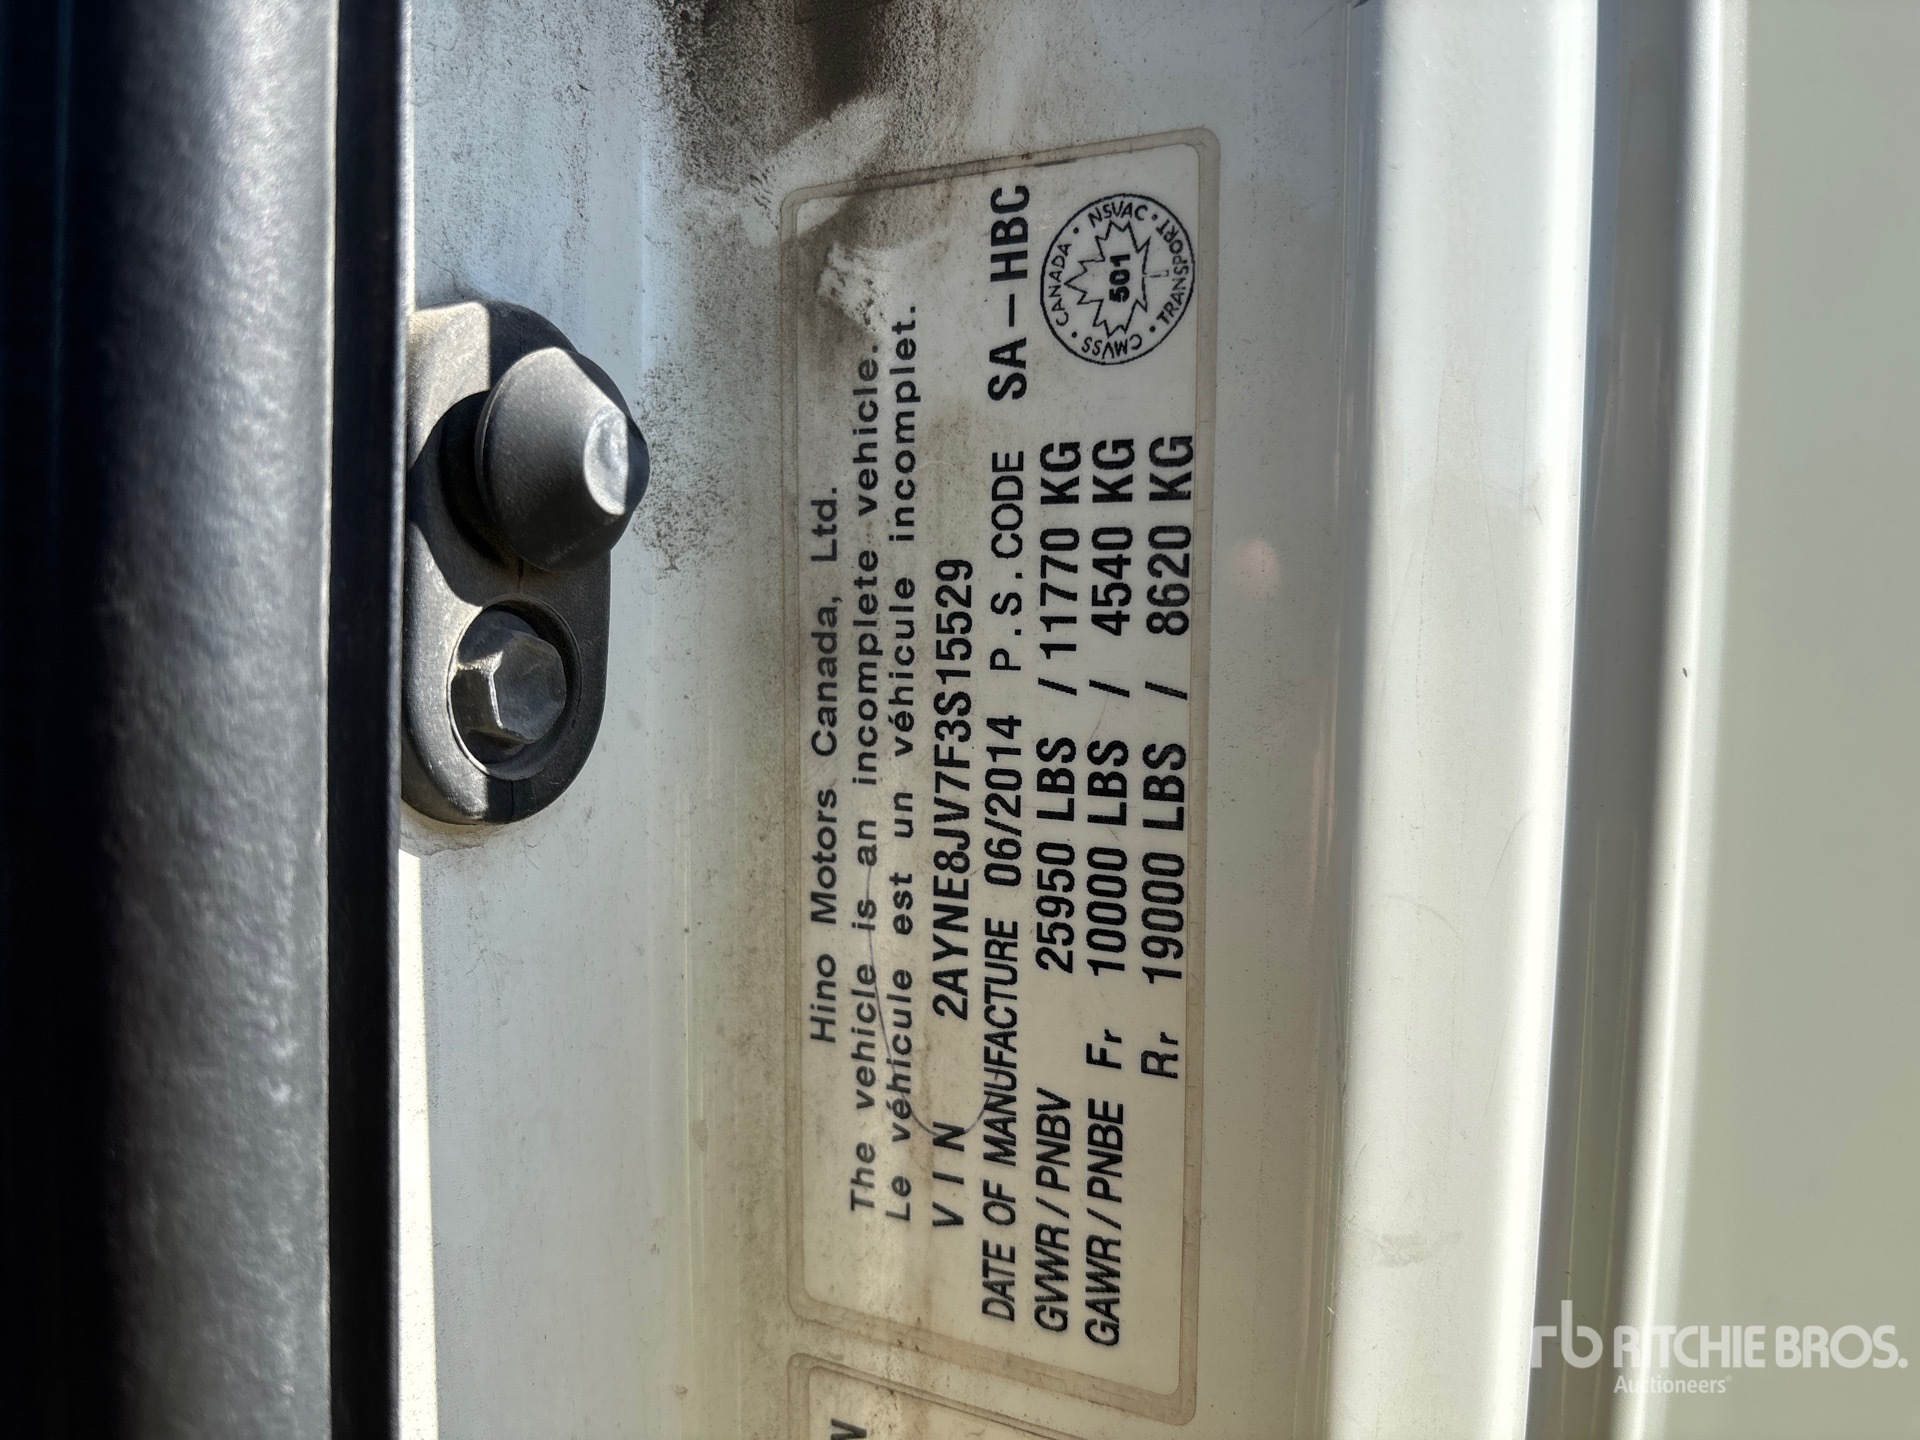 Hino Motors Canada, Ltd.
The vehicle is an incomplete vehicle.
Le véhicule est un véhicule incomplet.
VIN 2AYNE8JV7F3S15529
DATE OF MANUFACTURE 06/2014 P.S.CODE SA-HBC
GVWR/PNBV 25950 LBS /11770 KG
GAWR/PNBE Fr 10000 LBS / 4540 KG
Rr 19000 LBS / 8620 KG
CMVSS · CANADA · NSVAC · TRANSPORT ·
501
rb RITCHIE BROS.
Auctioneers